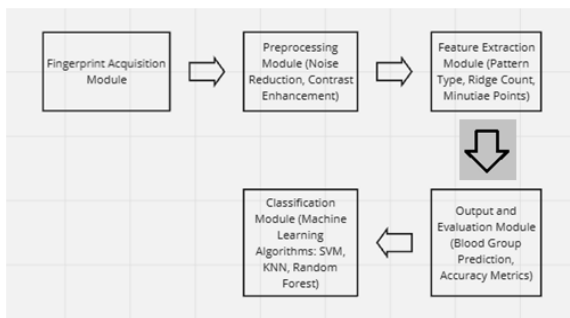 Fingerprint Acquisition
Module
Preprocessing
Module (Noise
Reduction, Contrast
Enhancement)
Feature Extraction
Module (Pattern
Type, Ridge Count,
Minutiae Points)
Classification
Module (Machine
Learning
Algorithms: SVM,
KNN, Random
Forest)
Output and
Evaluation Module
(Blood Group
Prediction,
Accuracy Metrics)